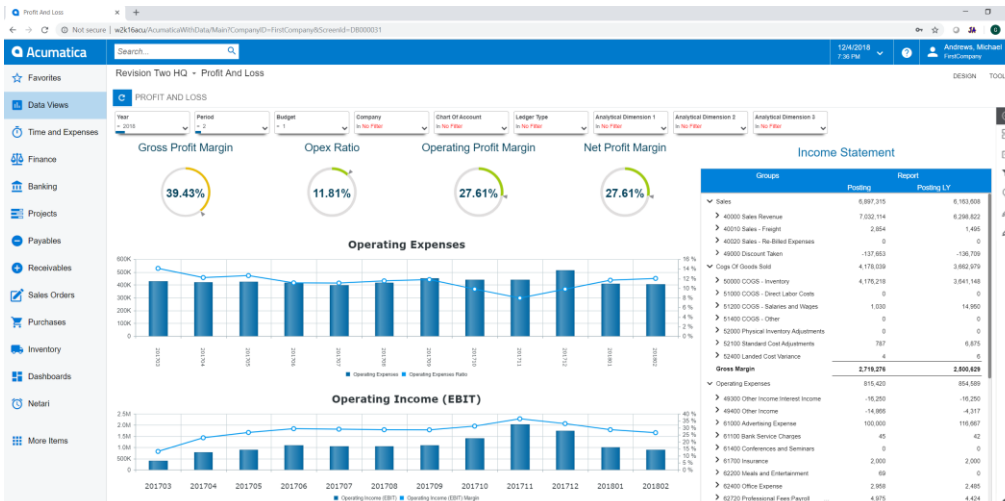 Profit And Loss
Not secure | w2k16acu/AcumaticaWithData/Main?CompanyID=FirstCompany&ScreenId=DB000031
Acumatica
Search...
12/4/2018
7:36 PM
Andrews, Michael
FirstCompany
Favorites
Data Views
Time and Expenses
Finance
Banking
Projects
Payables
Receivables
Sales Orders
Purchases
Inventory
Dashboards
Netari
More Items
Revision Two HQ - Profit And Loss
DESIGN TOOL
PROFIT AND LOSS
Year Period Budget Company Chart Of Account Ledger Type Analytical Dimension 1 Analytical Dimension 2 Analytical Dimension 3
= 2018 = 2 = 1 In No Filter In No Filter In No Filter In No Filter In No Filter In No Filter
Gross Profit Margin Opex Ratio Operating Profit Margin Net Profit Margin
39.43% 11.81% 27.61% 27.61%
Operating Expenses
600K 500K 400K 300K 200K 100K 0
16 % 14 % 12 % 10 % 8 % 6 % 4 % 2 % 0 %
201703 201704 201705 201706 201707 201708 201709 201710 201711 201712 201801 201802
Operating Expenses Operating Expenses Ratio
Operating Income (EBIT)
2.5M 2.0M 1.5M 1.0M 500K 0
40 % 35 % 30 % 25 % 20 % 15 % 10 % 5 % 0 %
201703 201704 201705 201706 201707 201708 201709 201710 201711 201712 201801 201802
Operating Income (EBIT) Operating Income (EBIT) Margin
Income Statement
Groups Report
Posting Posting LY
Sales 6,897,315 6,163,608
40000 Sales Revenue 7,032,114 6,298,822
40010 Sales - Freight 2,854 1,495
40020 Sales - Re-Billed Expenses 0 0
49000 Discount Taken -137,653 -136,709
Cogs Of Goods Sold 4,178,039 3,662,979
50000 COGS - Inventory 4,176,218 3,641,148
51000 COGS - Direct Labor Costs 0 0
51200 COGS - Salaries and Wages 1,030 14,950
51400 COGS - Other 0 0
52000 Physical Inventory Adjustments 0 0
52100 Standard Cost Adjustments 787 6,875
52400 Landed Cost Variance 4 6
Gross Margin 2,719,276 2,500,629
Operating Expenses 815,420 854,589
49300 Other Income Interest Income -16,250 -16,250
49400 Other Income -14,966 -4,317
61000 Advertising Expense 100,000 116,667
61100 Bank Service Charges 45 42
61400 Conferences and Seminars 0 0
61700 Insurance 2,000 2,000
62200 Meals and Entertainment 69 0
62400 Office Expense 2,958 2,485
62720 Professional Fees Payroll 4,975 4,424